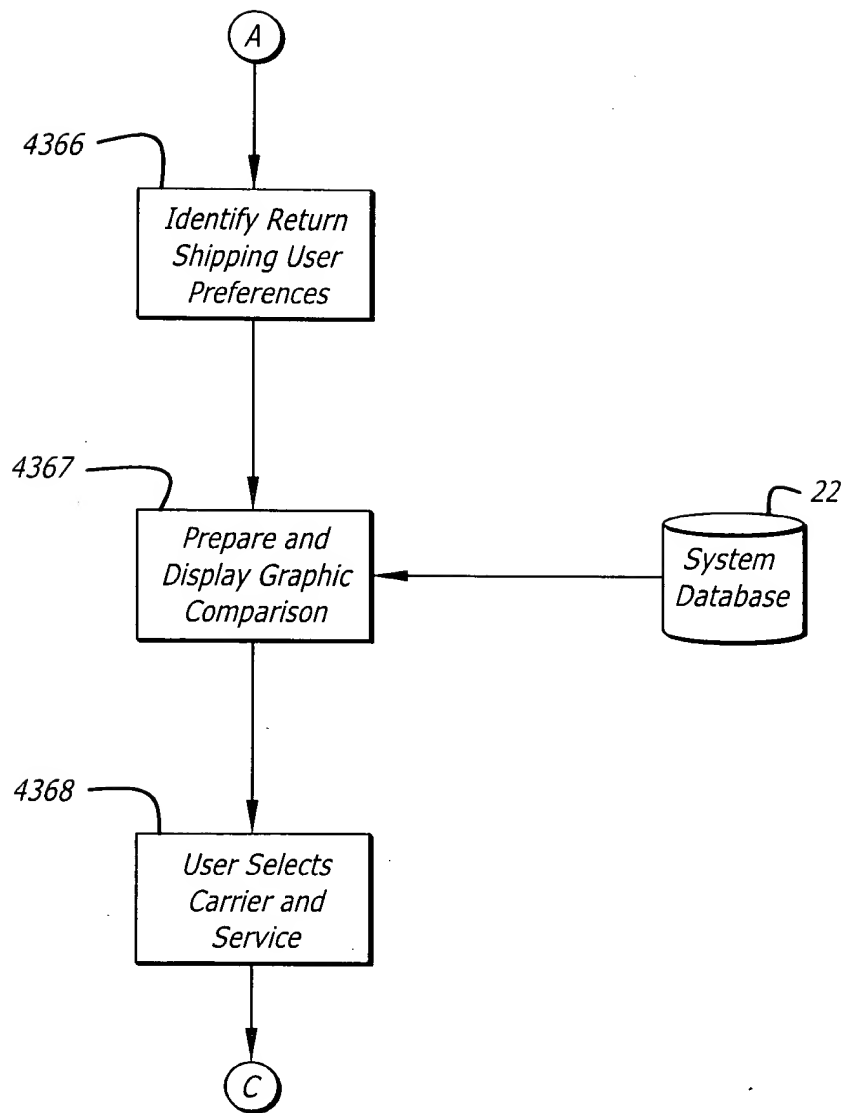 A
4366
Identify Return
Shipping User
Preferences
4367
Prepare and
Display Graphic
Comparison
22
System
Database
4368
User Selects
Carrier and
Service
C